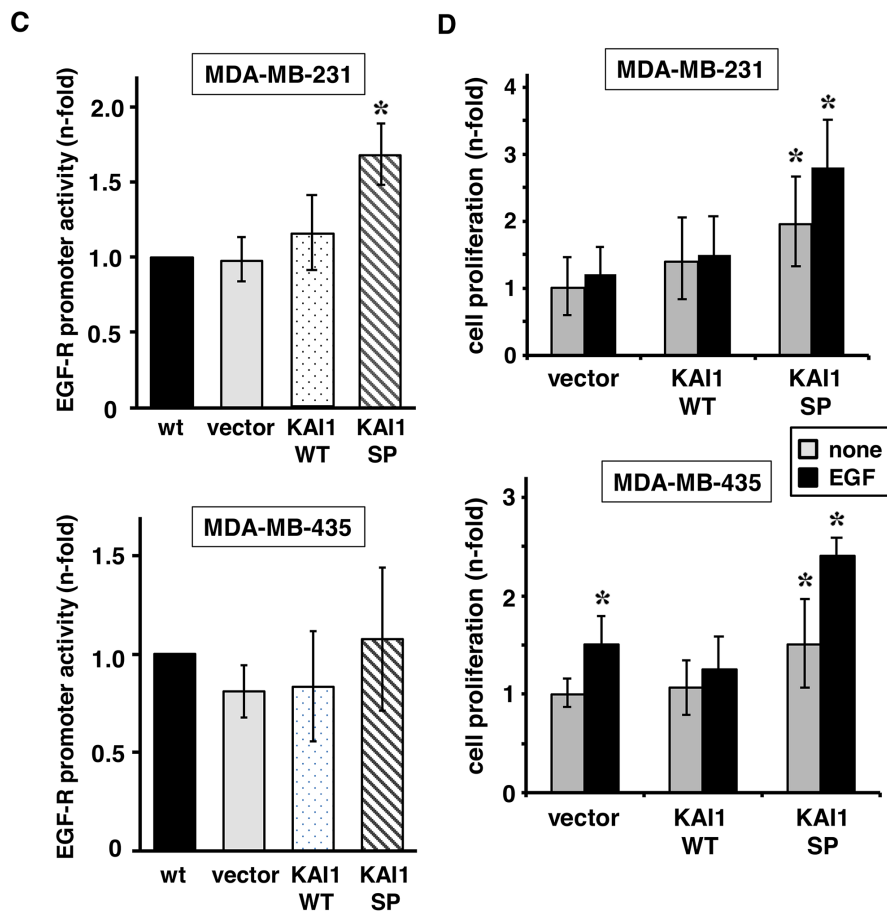 C
MDA-MB-231
EGF-R promoter activity (n-fold)
2.0
1.5
1.0
0.5
0
*
wt vector KAI1 KAI1
WT SP
MDA-MB-435
EGF-R promoter activity (n-fold)
1.5
1.0
0.5
0
wt vector KAI1 KAI1
WT SP
D
MDA-MB-231
cell proliferation (n-fold)
4
3
2
1
0
* *
vector KAI1 KAI1
WT SP
none
EGF
MDA-MB-435
cell proliferation (n-fold)
3
2
1
0
* * *
vector KAI1 KAI1
WT SP